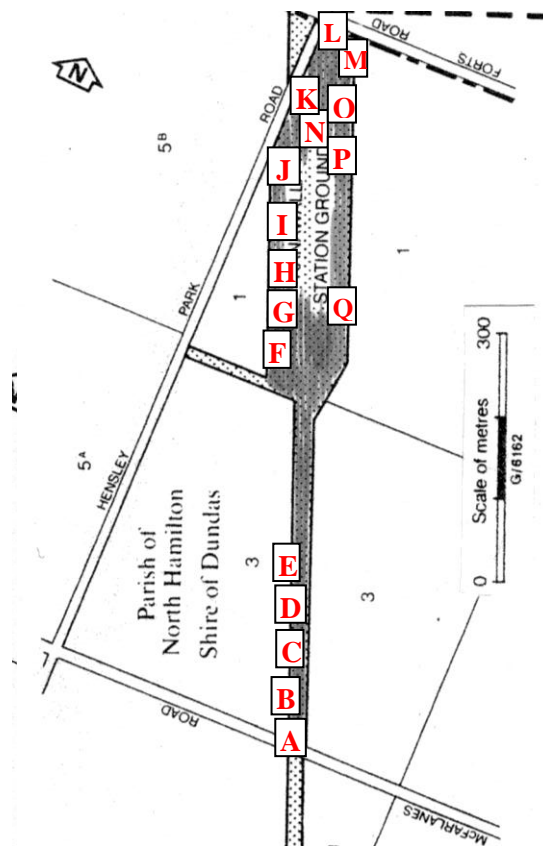 L
ROAD
FORTS
M
N
K
O
ROAD
N
5B
J
P
I
STATION GROUND
H
PARK
1
1
G
Q
F
300
Scale of metres
G/6162
0
HENSLEY
5A
Parish of
North Hamilton
Shire of Dundas
3
3
E
D
C
B
ROAD
A
McFARLANES